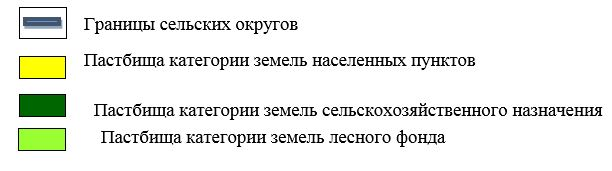 Границы сельских округов
Пастбища категории земель населенных пунктов
Пастбища категории земель сельскохозяйственного назначения
Пастбища категории земель лесного фонда